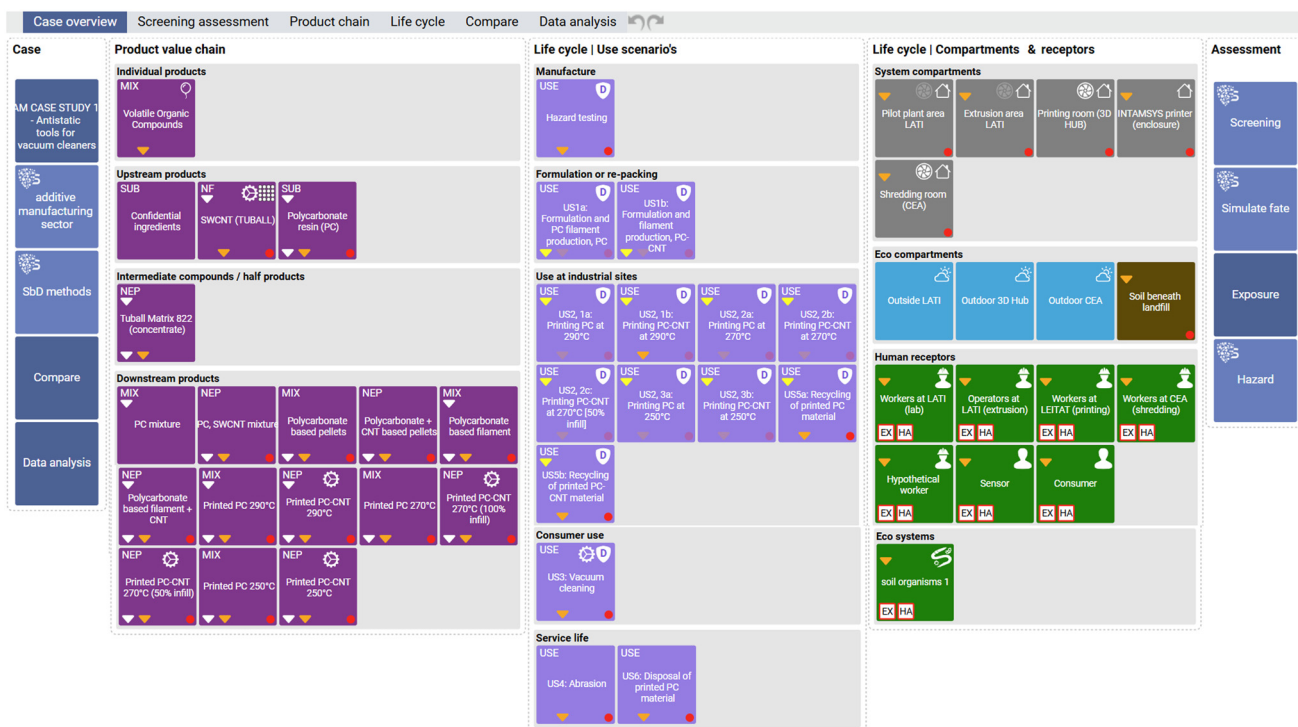 Case overview Screening assessment Product chain Life cycle Compare Data analysis
Case
AM CASE STUDY 1
- Antistatic
tools for
vacuum cleaners
additive
manufacturing
sector
SbD methods
Compare
Data analysis
Product value chain
Individual products
MIX
Volatile Organic
Compounds
Upstream products
SUB
Confidential
ingredients
NF
SWCNT (TUBALL)
SUB
Polycarbonate
resin (PC)
Intermediate compounds / half products
NEP
Tuball Matrix 822
(concentrate)
Downstream products
MIX
PC mixture
NEP
PC, SWCNT mixture
MIX
Polycarbonate
based pellets
NEP
Polycarbonate +
CNT based pellets
MIX
Polycarbonate
based filament
NEP
Polycarbonate
based filament +
CNT
MIX
Printed PC 290°C
NEP
Printed PC-CNT
290°C
MIX
Printed PC 270°C
NEP
Printed PC-CNT
270°C (100%
infill)
NEP
Printed PC-CNT
270°C (50% infill)
MIX
Printed PC 250°C
NEP
Printed PC-CNT
250°C
Life cycle | Use scenario's
Manufacture
USE D
Hazard testing
Formulation or re-packing
USE D
US1a:
Formulation and
PC filament
production, PC
USE D
US1b:
Formulation and
filament
production, PC-
CNT
Use at industrial sites
USE D
US2, 1a:
Printing PC at
290°C
USE D
US2, 1b:
Printing PC-CNT
at 290°C
USE D
US2, 2a:
Printing PC at
270°C
USE D
US2, 2b:
Printing PC-CNT
at 270°C
USE D
US2, 2c:
Printing PC-CNT
at 270°C [50%
infill]
USE D
US2, 3a:
Printing PC at
250°C
USE D
US2, 3b:
Printing PC-CNT
at 250°C
USE D
US5a: Recycling
of printed PC
material
USE D
US5b: Recycling
of printed PC-
CNT material
Consumer use
USE D
US3: Vacuum
cleaning
Service life
USE
US4: Abrasion
USE
US6: Disposal of
printed PC
material
Life cycle | Compartments & receptors
System compartments
Pilot plant area
LATI
Extrusion area
LATI
Printing room (3D
HUB)
INTAMSYS printer
(enclosure)
Shredding room
(CEA)
Eco compartments
Outside LATI
Outdoor 3D Hub
Outdoor CEA
Soil beneath
landfill
Human receptors
Workers at LATI
(lab)
EX HA
Operators at
LATI (extrusion)
EX HA
Workers at
LEITAT (printing)
EX HA
Workers at CEA
(shredding)
EX HA
Hypothetical
worker
EX HA
Sensor
EX HA
Consumer
EX HA
Eco systems
soil organisms 1
EX HA
Assessment
Screening
Simulate fate
Exposure
Hazard